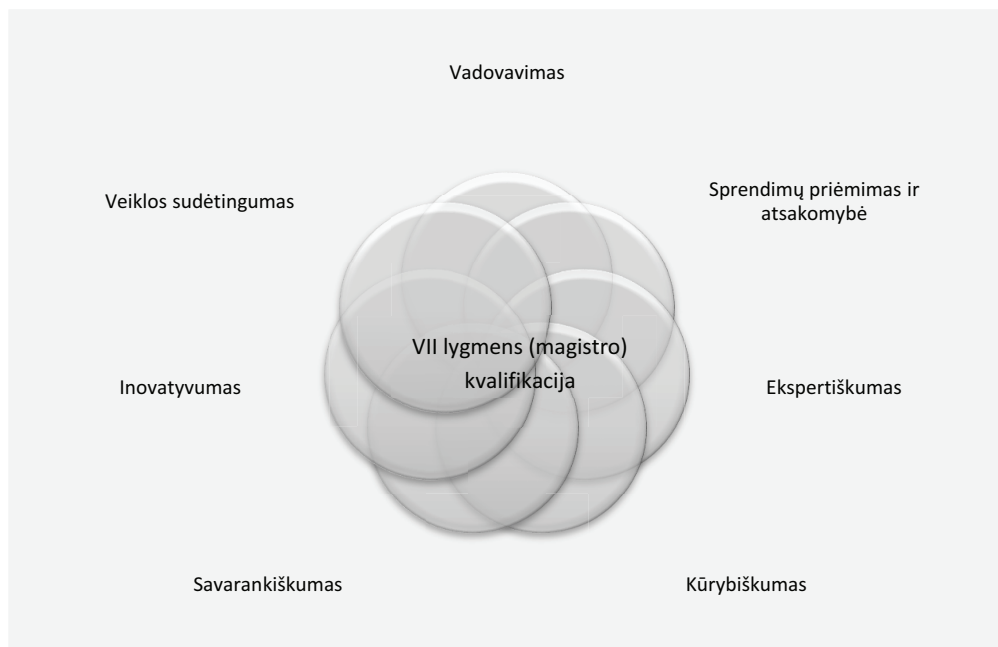 Vadovavimas
Veiklos sudėtingumas
Sprendimų priėmimas ir
atsakomybė
VII lygmens (magistro)
kvalifikacija
Inovatyvumas
Ekspertiškumas
Savarankiškumas
Kūrybiškumas